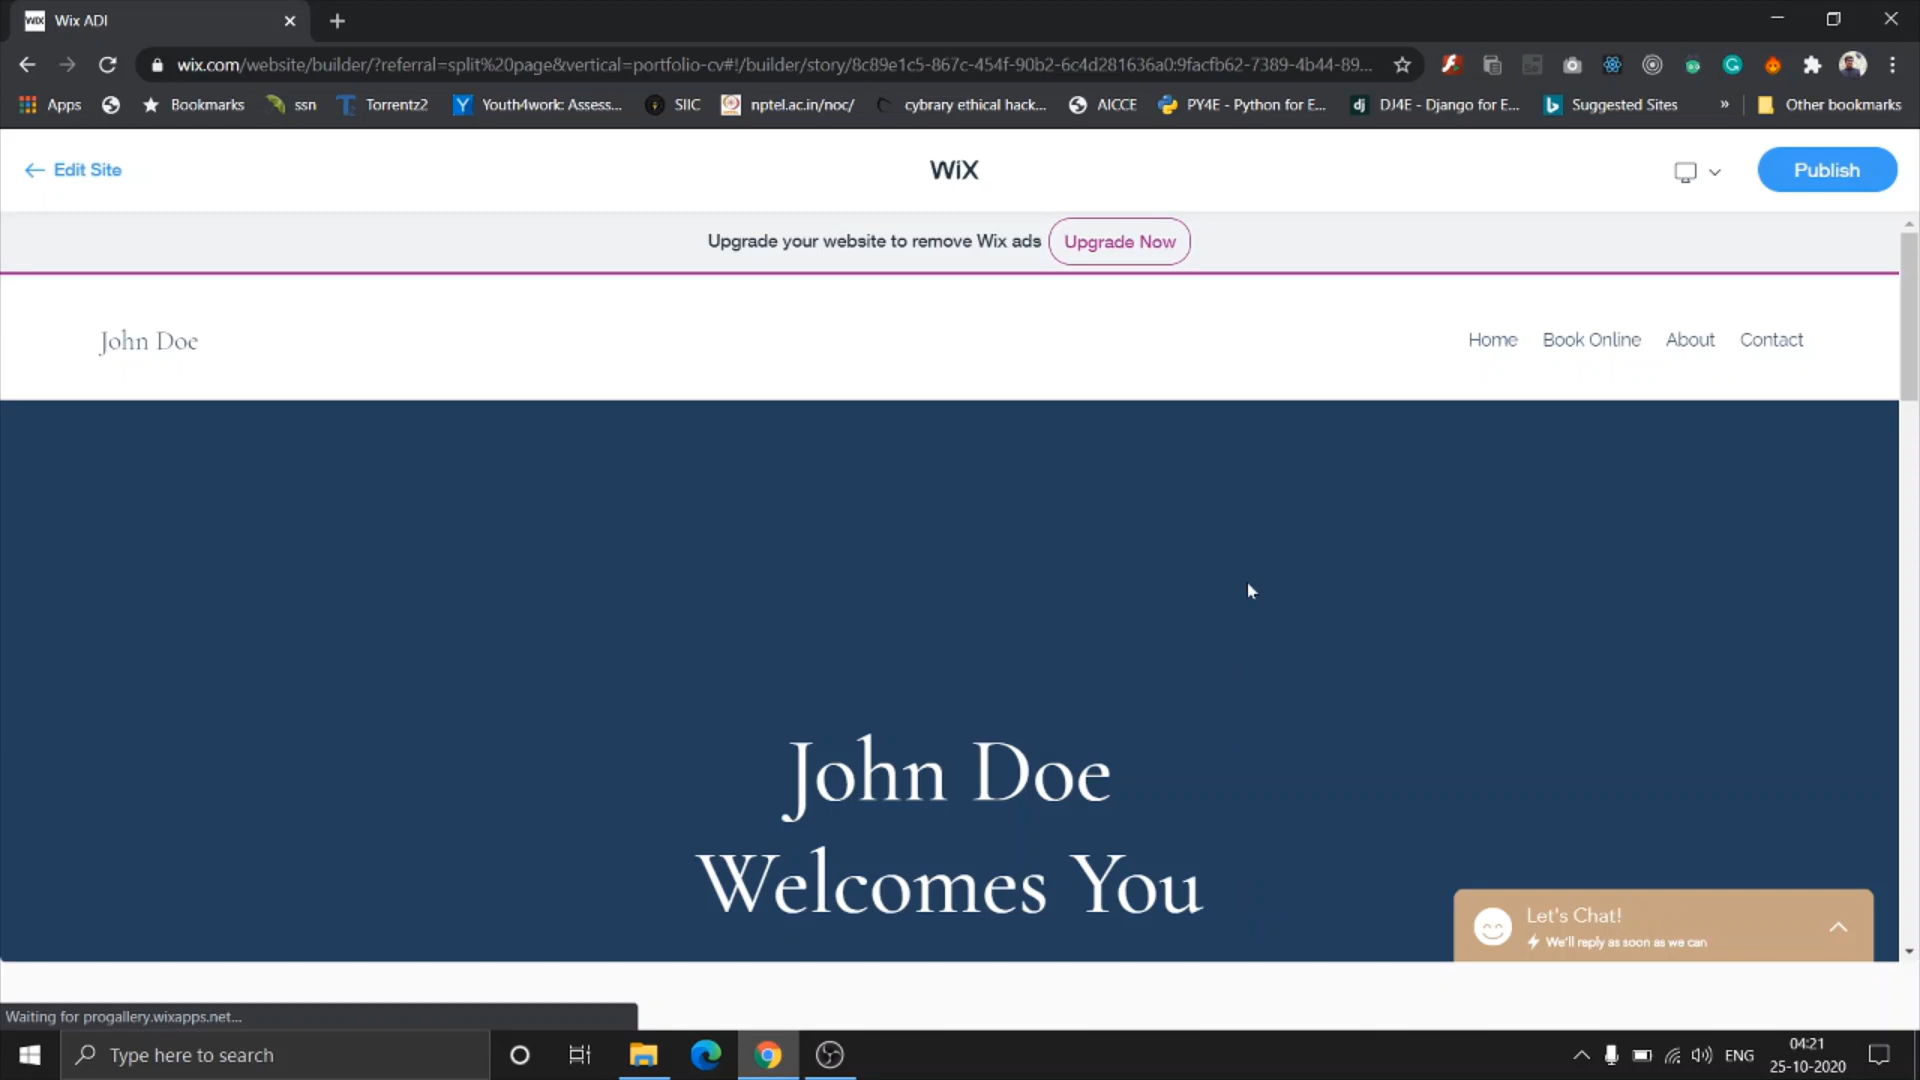 WiX Wix ADI
wix.com/website/builder/?referral=split%20page&vertical=portfolio-cv#!/builder/story/8c89e1c5-867c-454f-90b2-6c4d281636a0:9facfb62-7389-4b44-89...
Apps Bookmarks ssn Torrentz2 Youth4work: Assess... SIIC nptel.ac.in/noc/ cybrary ethical hack... AICCE PY4E - Python for E... dj DJ4E - Django for E... Suggested Sites » Other bookmarks
Edit Site WiX Publish
Upgrade your website to remove Wix ads Upgrade Now
John Doe Home Book Online About Contact
John Doe
Welcomes You
Let's Chat!
We'll reply as soon as we can
Waiting for progallery.wixapps.net...
Type here to search ENG 04:21
25-10-2020